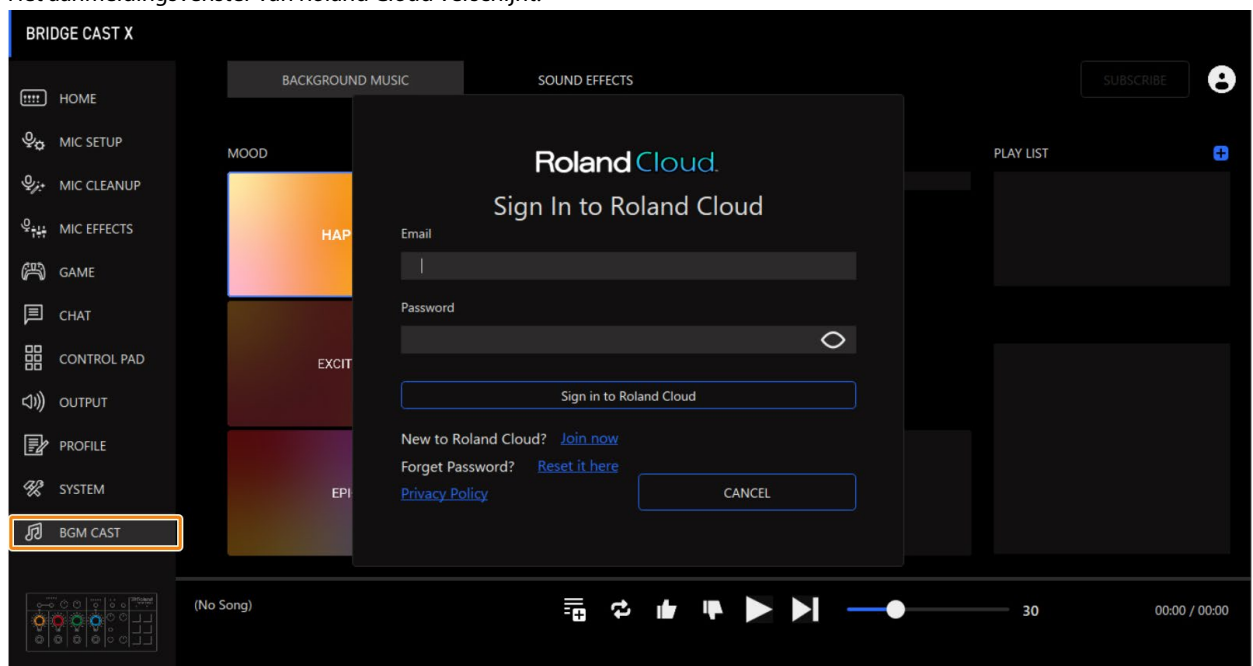 Het aanmeldingsvenster van Roland Cloud verschijnt.
BRIDGE CAST X
HOME
MIC SETUP
MIC CLEANUP
MIC EFFECTS
GAME
CHAT
CONTROL PAD
OUTPUT
PROFILE
SYSTEM
BGM CAST
BACKGROUND MUSIC
SOUND EFFECTS
SUBSCRIBE
MOOD
HAP
EXCIT
EPI
Roland Cloud
Sign In to Roland Cloud
Email
Password
Sign in to Roland Cloud
New to Roland Cloud? Join now
Forget Password? Reset it here
Privacy Policy
CANCEL
PLAY LIST
(No Song)
30
00:00 / 00:00